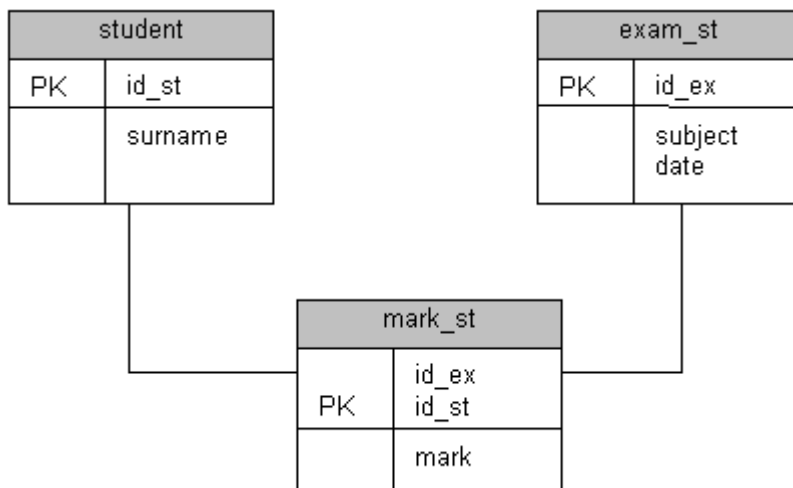 student
PK id_st
surname
exam_st
PK id_ex
subject
date
mark_st
id_ex
PK id_st
mark